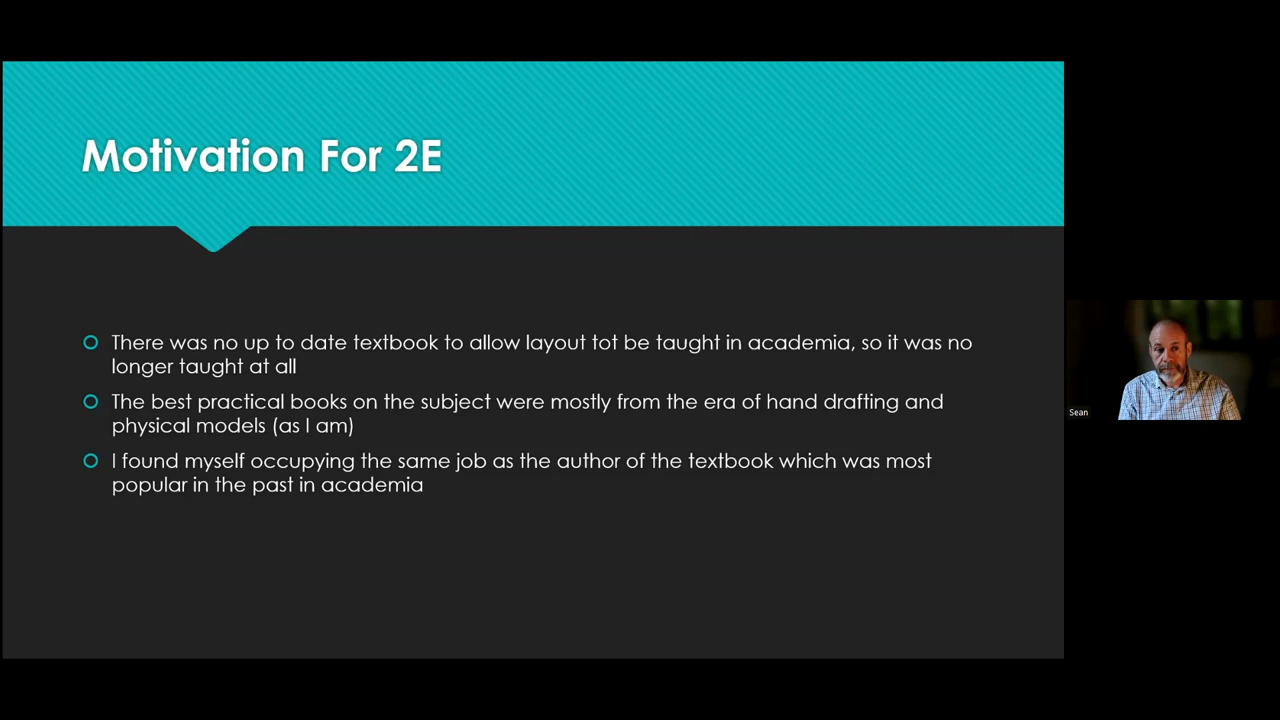 Motivation For 2E
There was no up to date textbook to allow layout tot be taught in academia, so it was no
longer taught at all
The best practical books on the subject were mostly from the era of hand drafting and
physical models (as I am)
I found myself occupying the same job as the author of the textbook which was most
popular in the past in academia
Sean